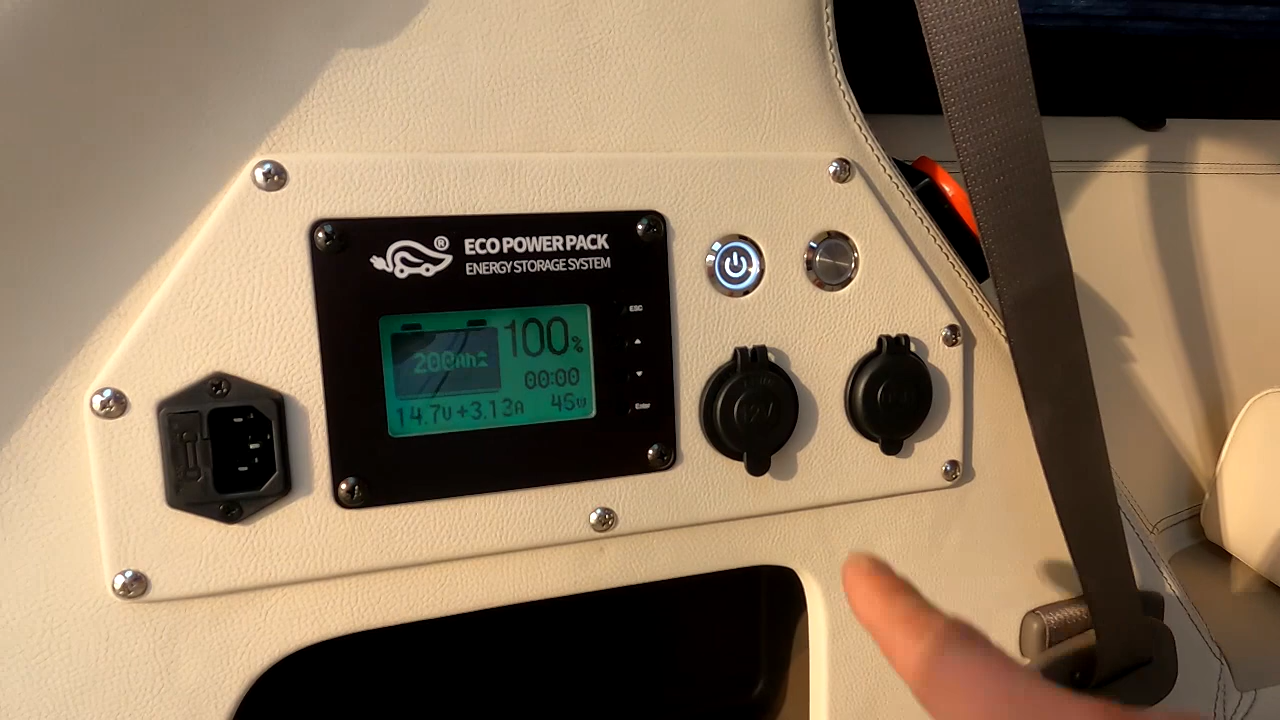 ®
ECO POWER PACK
ENERGY STORAGE SYSTEM
ESC
200Ah
100%
00:00
14.7V+3.13A 45W
Enter
12V